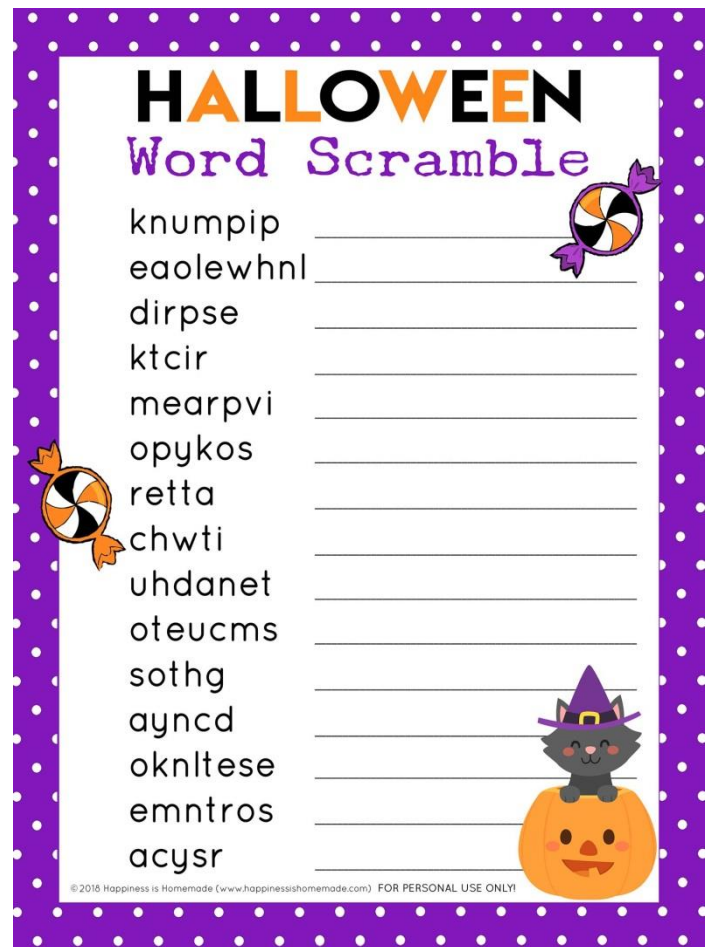 HALLOWEEN
Word Scramble
knumpip
eaolewhnl
dirpse
ktcir
mearpvi
opykos
retta
chwti
uhdanet
oteucms
sothg
ayncd
oknltese
emntros
acysr
©2018 Happiness is Homemade (www.happinessishomemade.com) FOR PERSONAL USE ONLY!